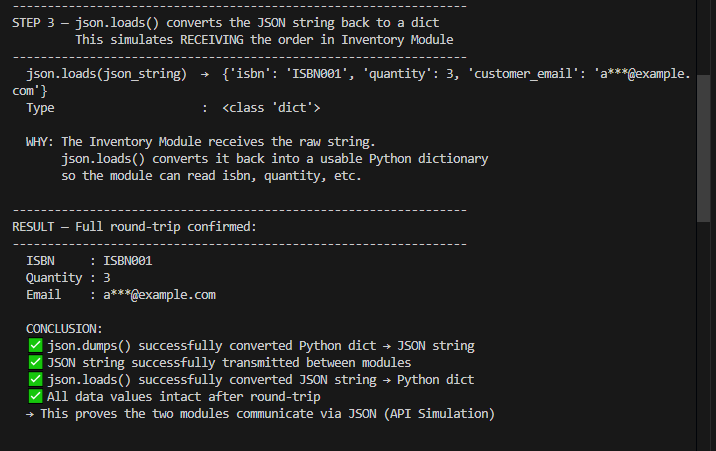 -----------------------------------------------------------------
STEP 3 — json.loads() converts the JSON string back to a dict
This simulates RECEIVING the order in Inventory Module
-----------------------------------------------------------------
json.loads(json_string) → {'isbn': 'ISBN001', 'quantity': 3, 'customer_email': 'a***@example.
com'}
Type : <class 'dict'>
WHY: The Inventory Module receives the raw string.
json.loads() converts it back into a usable Python dictionary
so the module can read isbn, quantity, etc.
-----------------------------------------------------------------
RESULT — Full round-trip confirmed:
-----------------------------------------------------------------
ISBN : ISBN001
Quantity : 3
Email : a***@example.com
CONCLUSION:
✅ json.dumps() successfully converted Python dict → JSON string
✅ JSON string successfully transmitted between modules
✅ json.loads() successfully converted JSON string → Python dict
✅ All data values intact after round-trip
→ This proves the two modules communicate via JSON (API Simulation)